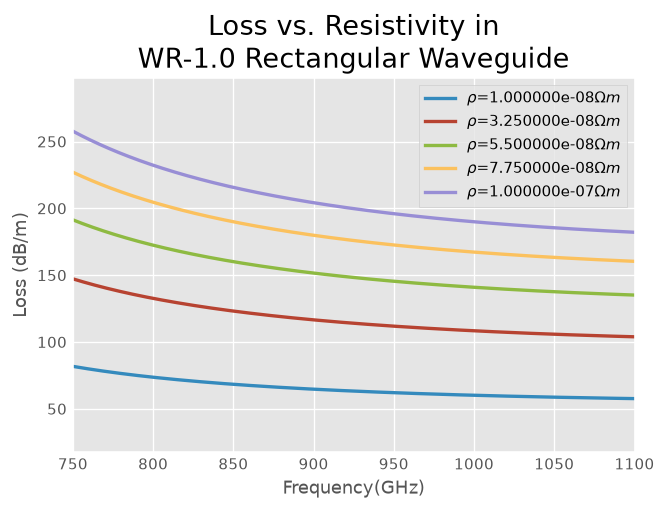 Loss vs. Resistivity in
WR-1.0 Rectangular Waveguide
ρ=1.000000e-08Ωm
ρ=3.250000e-08Ωm
ρ=5.500000e-08Ωm
ρ=7.750000e-08Ωm
ρ=1.000000e-07Ωm
Loss (dB/m)
250
200
150
100
50
750 800 850 900 950 1000 1050 1100
Frequency(GHz)